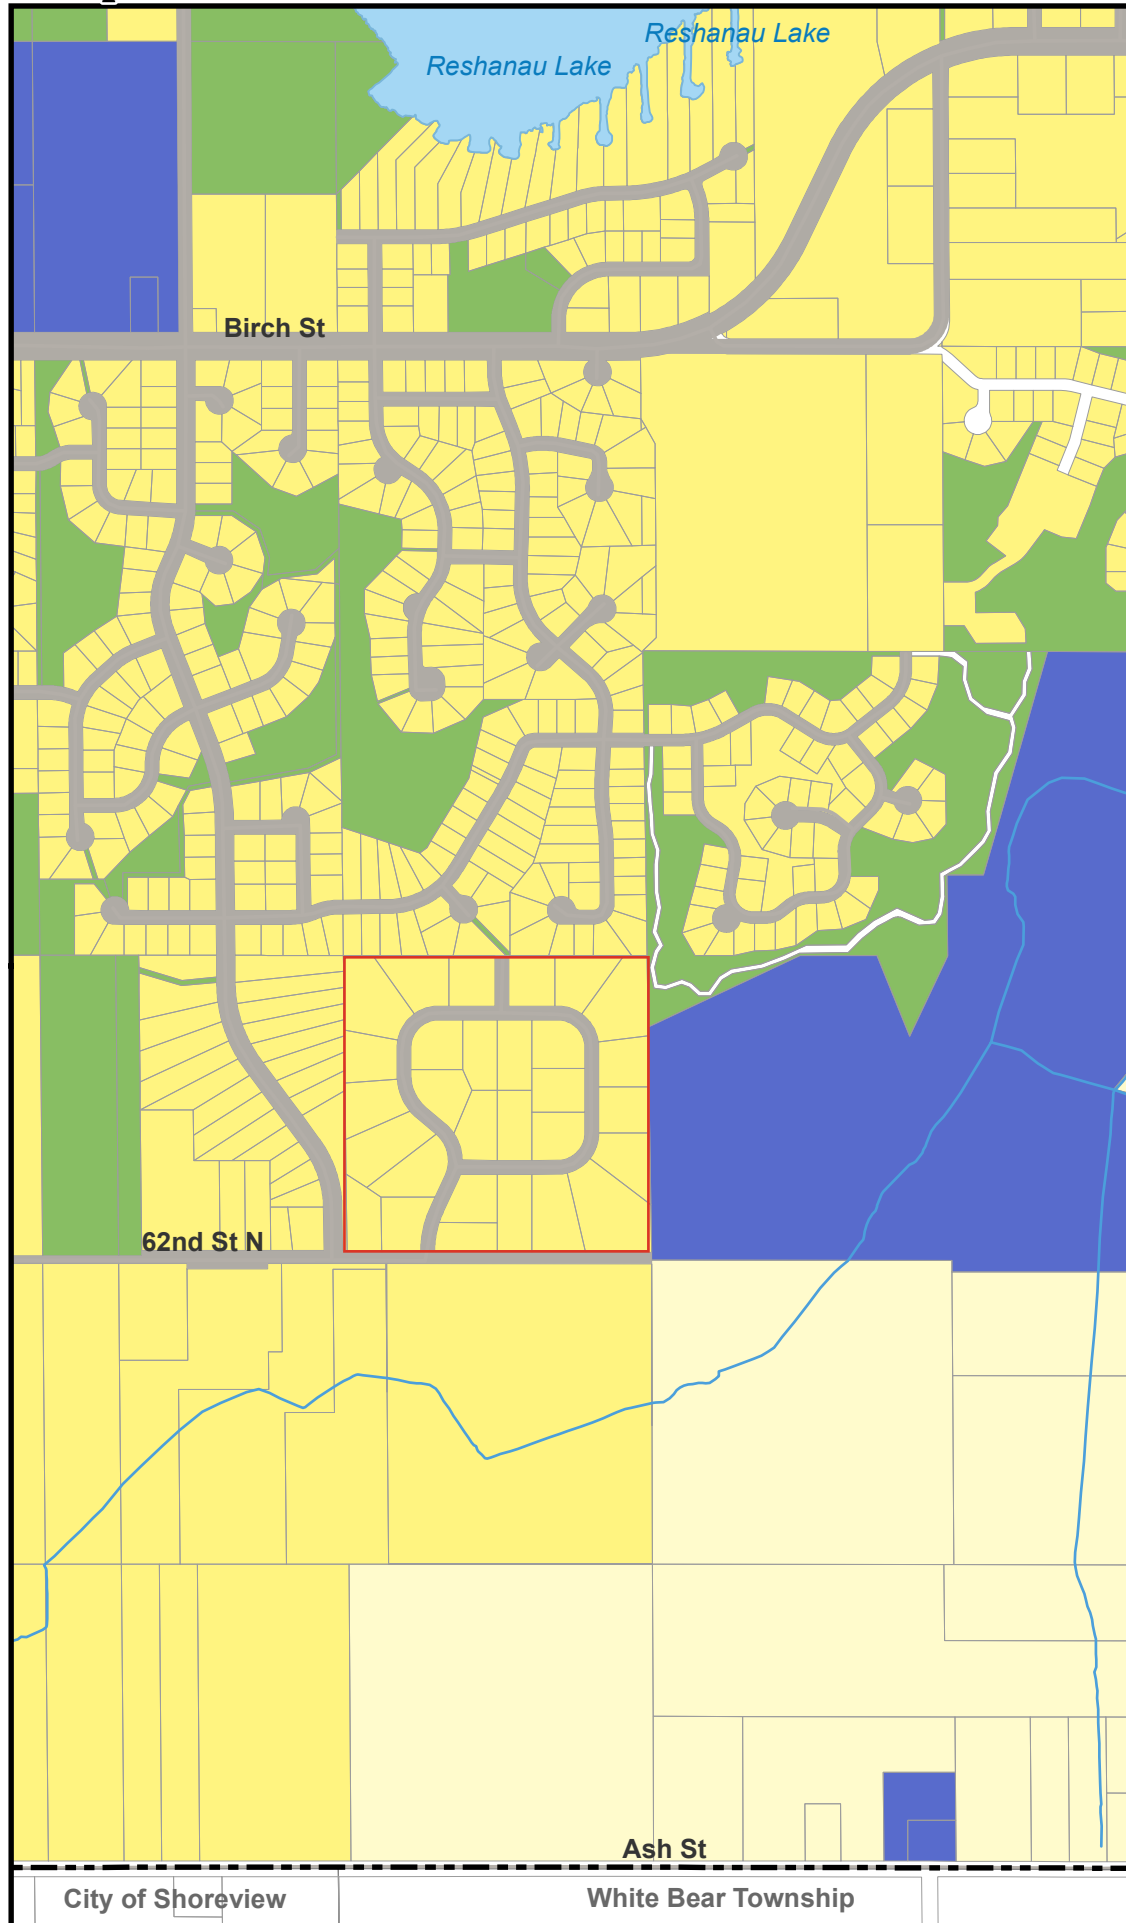 Reshanau Lake
Reshanau Lake
Birch St
62nd St N
Ash St
City of Shoreview
White Bear Township